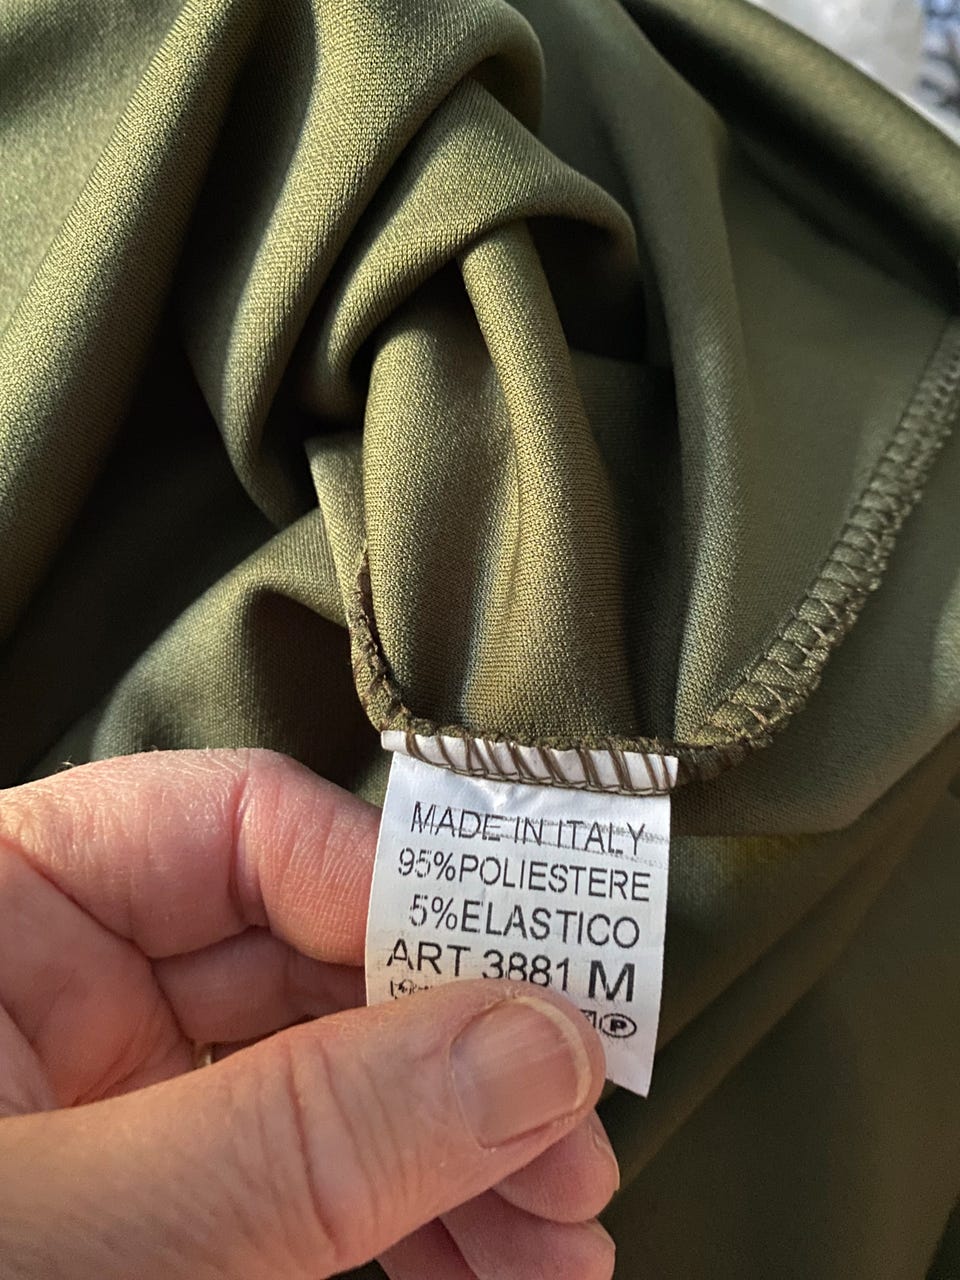 MADE IN ITALY
95%POLIESTERE
5%ELASTICO
ART 3881 M
P